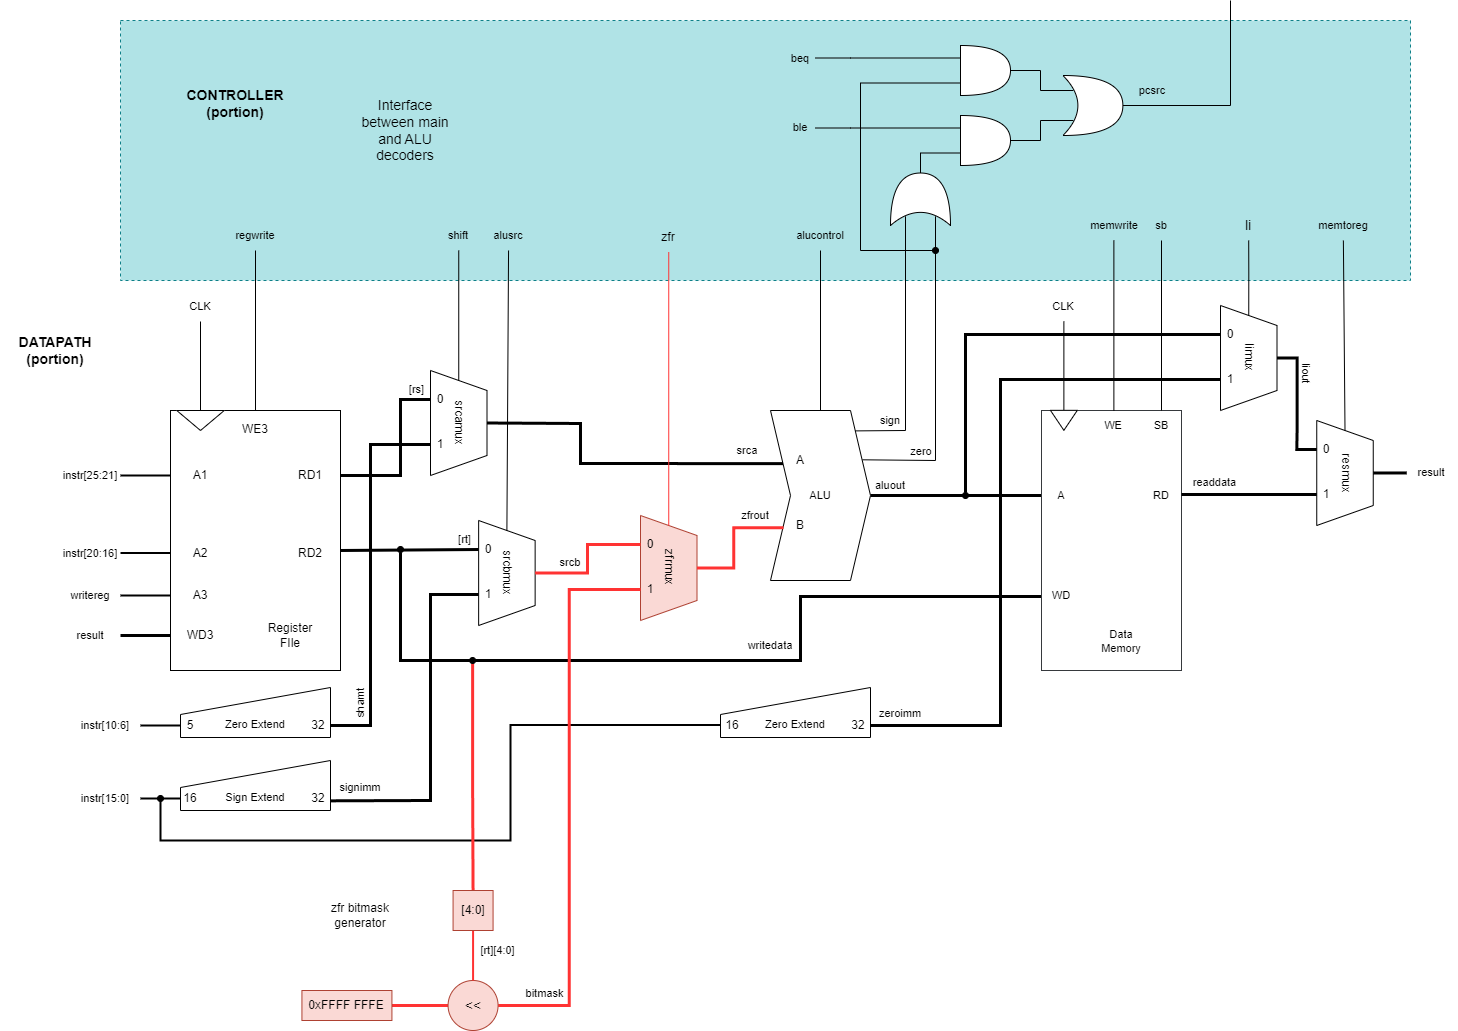 beq
CONTROLLER
(portion)
Interface
between main
and ALU
decoders
pcsrc
ble
regwrite
shift
alusrc
zfr
alucontrol
memwrite
sb
li
memtoreg
CLK
CLK
DATAPATH
(portion)
0
limux
1
liout
[rs]
0
srcamux
1
WE3
sign
WE
SB
srca
zero
0
resmux
1
result
instr[25:21]
A1
RD1
A
ALU
B
aluout
A
RD
readdata
zfrout
[rt]
0
srcbmux
1
srcb
0
zfrmux
1
instr[20:16]
A2
RD2
writereg
A3
WD
result
WD3
Register
FIle
writedata
Data
Memory
shamt
instr[10:6]
5
Zero Extend
32
16
Zero Extend
32
zeroimm
instr[15:0]
16
Sign Extend
32
signimm
zfr bitmask
generator
[4:0]
[rt][4:0]
bitmask
0xFFFF FFFE
<<